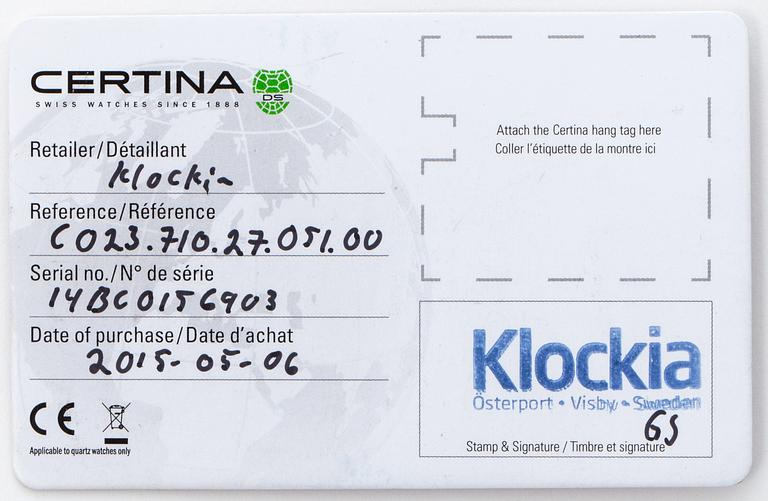 CERTINA
DS
SWISS WATCHES SINCE 1888
Retailer/Détaillant
Klockia
Reference/Référence
C023.710.27.051.00
Serial no./N° de série
14BC0156903
Date of purchase/Date d'achat
2015-05-06
CE
Applicable to quartz watches only
Attach the Certina hang tag here
Coller l'étiquette de la montre ici
Klockia
Österport • Visby • Sweden
GS
Stamp & Signature / Timbre et signature